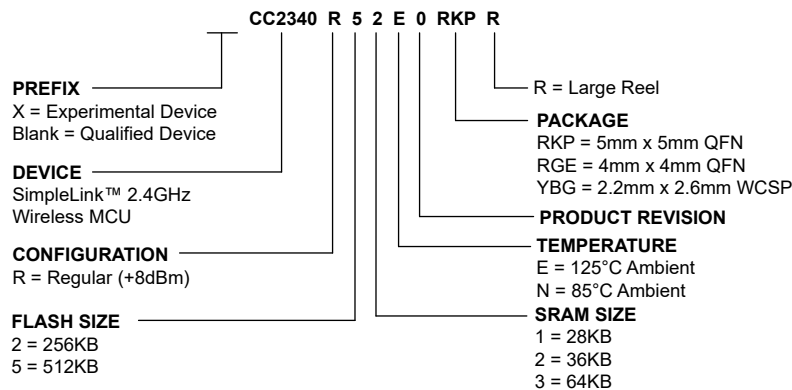 CC2340 R 5 2 E 0 RKP R
PREFIX
X = Experimental Device
Blank = Qualified Device
DEVICE
SimpleLink™ 2.4GHz
Wireless MCU
CONFIGURATION
R = Regular (+8dBm)
FLASH SIZE
2 = 256KB
5 = 512KB
R = Large Reel
PACKAGE
RKP = 5mm x 5mm QFN
RGE = 4mm x 4mm QFN
YBG = 2.2mm x 2.6mm WCSP
PRODUCT REVISION
TEMPERATURE
E = 125°C Ambient
N = 85°C Ambient
SRAM SIZE
1 = 28KB
2 = 36KB
3 = 64KB